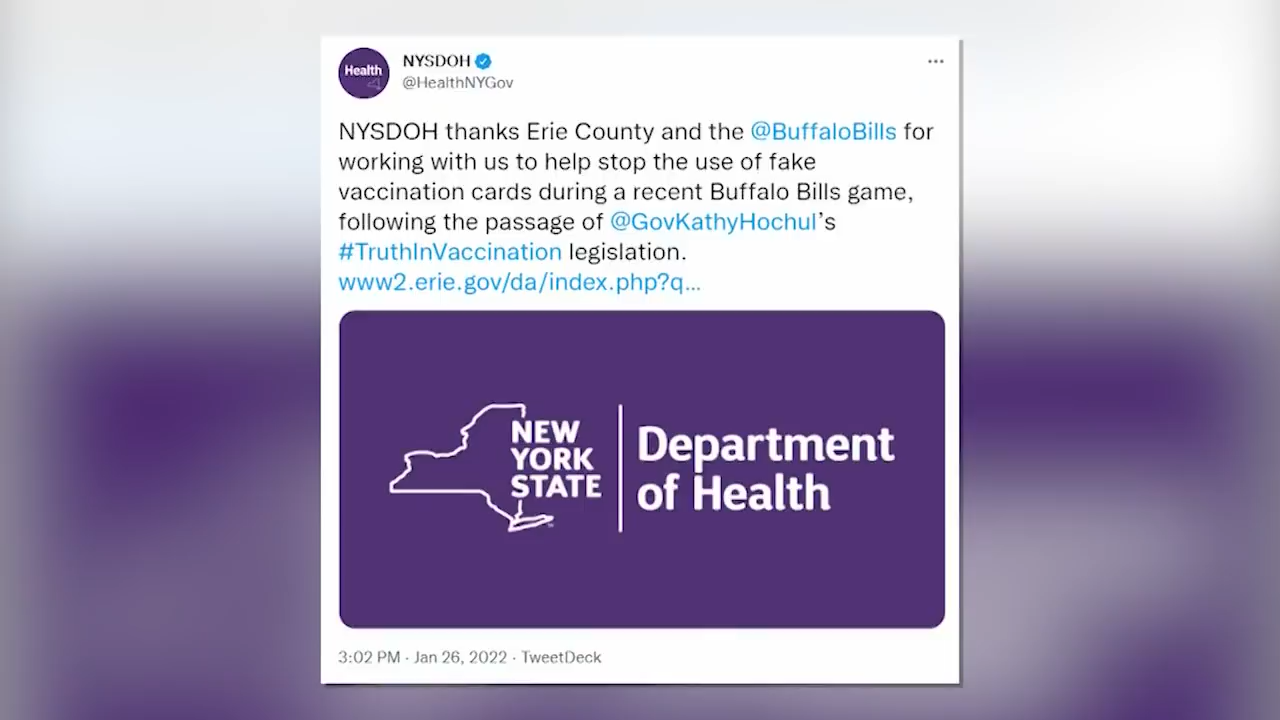 Health
NYSDOH
@HealthNYGov
NYSDOH thanks Erie County and the @BuffaloBills for
working with us to help stop the use of fake
vaccination cards during a recent Buffalo Bills game,
following the passage of @GovKathyHochul's
#TruthInVaccination legislation.
www2.erie.gov/da/index.php?q...
NEW
YORK
STATE
Department
of Health
3:02 PM · Jan 26, 2022 · TweetDeck